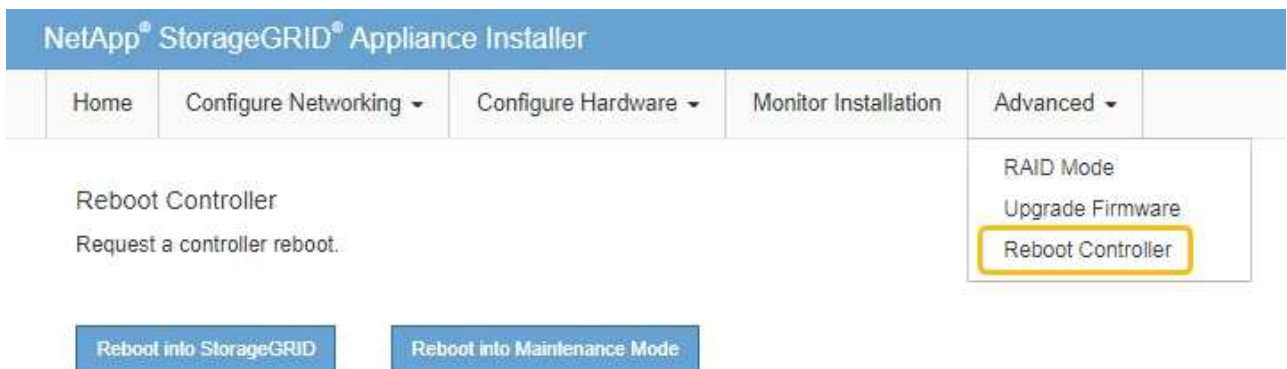 NetApp® StorageGRID® Appliance Installer
Home Configure Networking Configure Hardware Monitor Installation Advanced
RAID Mode
Upgrade Firmware
Reboot Controller
Reboot Controller
Request a controller reboot.
Reboot into StorageGRID Reboot into Maintenance Mode